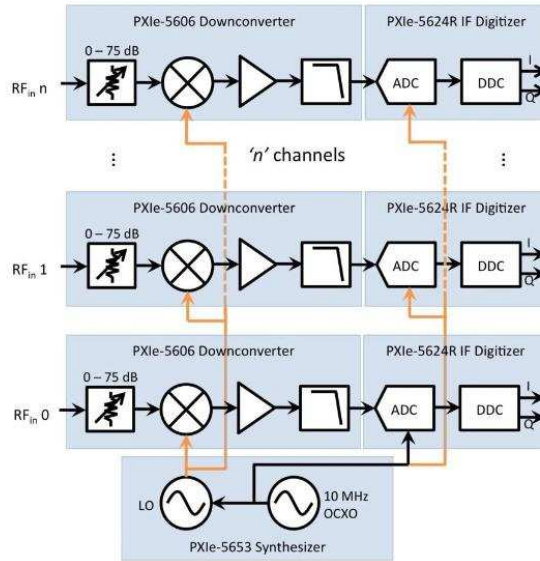 PXIe-5606 Downconverter
PXIe-5624R IF Digitizer
0 – 75 dB
RFin n
ADC
DDC
I
Q
⋮
'n' channels
⋮
PXIe-5606 Downconverter
PXIe-5624R IF Digitizer
0 – 75 dB
RFin 1
ADC
DDC
I
Q
PXIe-5606 Downconverter
PXIe-5624R IF Digitizer
0 – 75 dB
RFin 0
ADC
DDC
I
Q
LO
10 MHz
OCXO
PXIe-5653 Synthesizer